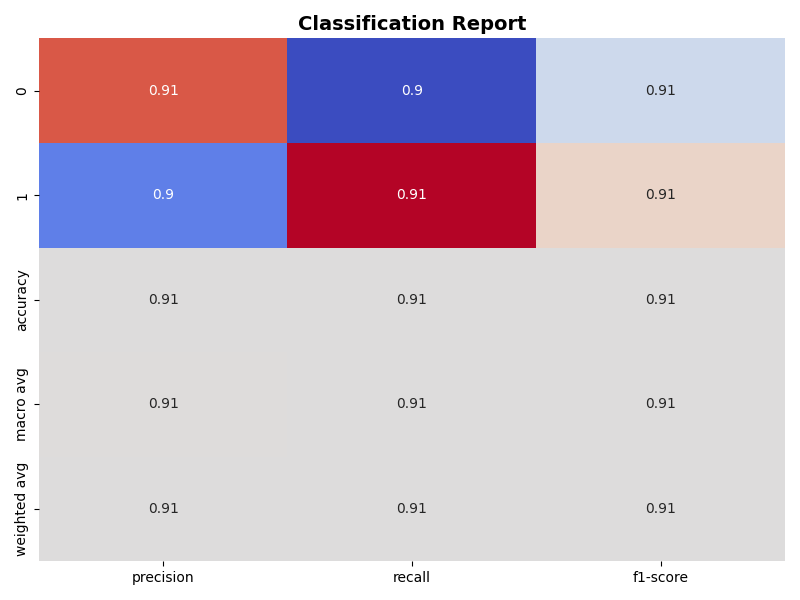 Classification Report
0 0.91 0.9 0.91
1 0.9 0.91 0.91
accuracy 0.91 0.91 0.91
macro avg 0.91 0.91 0.91
weighted avg 0.91 0.91 0.91
precision recall f1-score